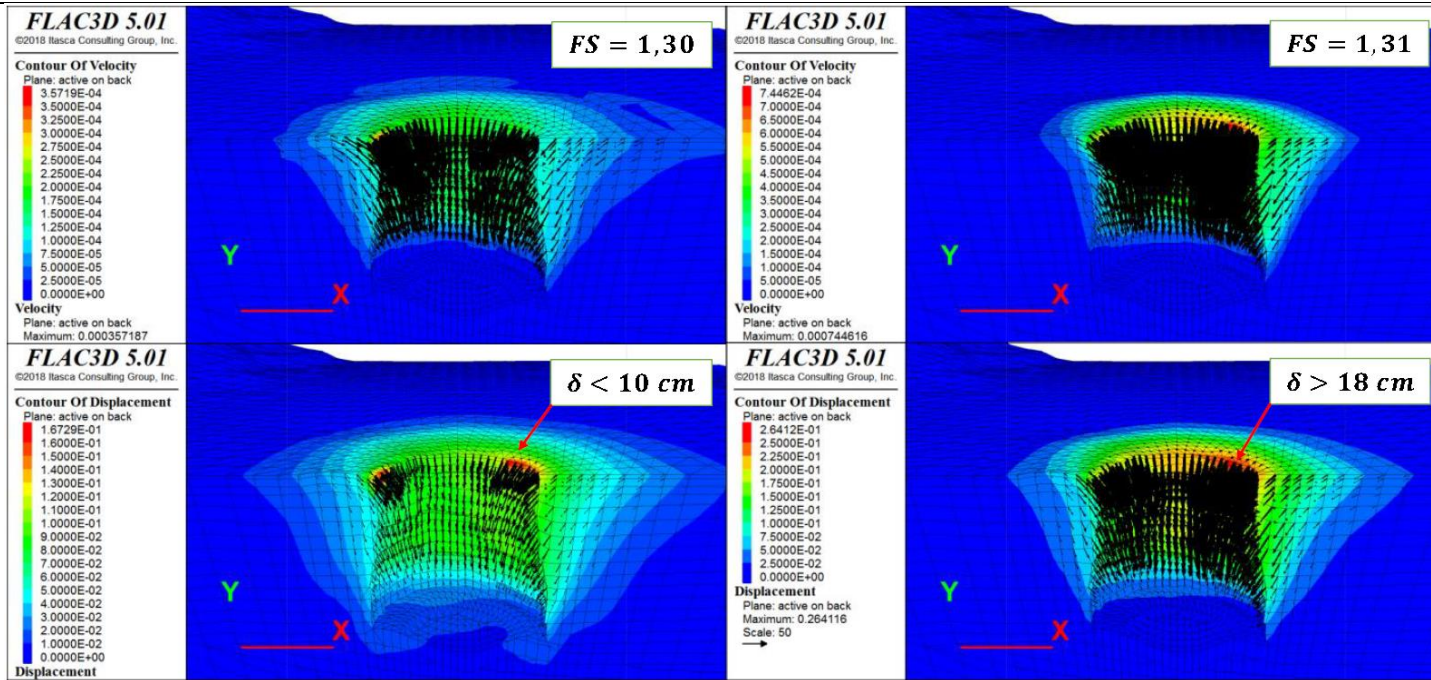 FLAC3D 5.01
©2018 Itasca Consulting Group, Inc.
Contour Of Velocity
Plane: active on back
3.5719E-04
3.5000E-04
3.2500E-04
3.0000E-04
2.7500E-04
2.5000E-04
2.2500E-04
2.0000E-04
1.7500E-04
1.5000E-04
1.2500E-04
1.0000E-04
7.5000E-05
5.0000E-05
2.5000E-05
0.0000E+00
Velocity
Plane: active on back
Maximum: 0.000357187
FS = 1,30
Y
X
FLAC3D 5.01
©2018 Itasca Consulting Group, Inc.
Contour Of Velocity
Plane: active on back
7.4462E-04
7.0000E-04
6.5000E-04
6.0000E-04
5.5000E-04
5.0000E-04
4.5000E-04
4.0000E-04
3.5000E-04
3.0000E-04
2.5000E-04
2.0000E-04
1.5000E-04
1.0000E-04
5.0000E-05
0.0000E+00
Velocity
Plane: active on back
Maximum: 0.000744616
FS = 1,31
Y
X
FLAC3D 5.01
©2018 Itasca Consulting Group, Inc.
Contour Of Displacement
Plane: active on back
1.6729E-01
1.6000E-01
1.5000E-01
1.4000E-01
1.3000E-01
1.2000E-01
1.1000E-01
1.0000E-01
9.0000E-02
8.0000E-02
7.0000E-02
6.0000E-02
5.0000E-02
4.0000E-02
3.0000E-02
2.0000E-02
1.0000E-02
0.0000E+00
Displacement
δ < 10 cm
Y
X
FLAC3D 5.01
©2018 Itasca Consulting Group, Inc.
Contour Of Displacement
Plane: active on back
2.6412E-01
2.5000E-01
2.2500E-01
2.0000E-01
1.7500E-01
1.5000E-01
1.2500E-01
1.0000E-01
7.5000E-02
5.0000E-02
2.5000E-02
0.0000E+00
Displacement
Plane: active on back
Maximum: 0.264116
Scale: 50
δ > 18 cm
Y
X